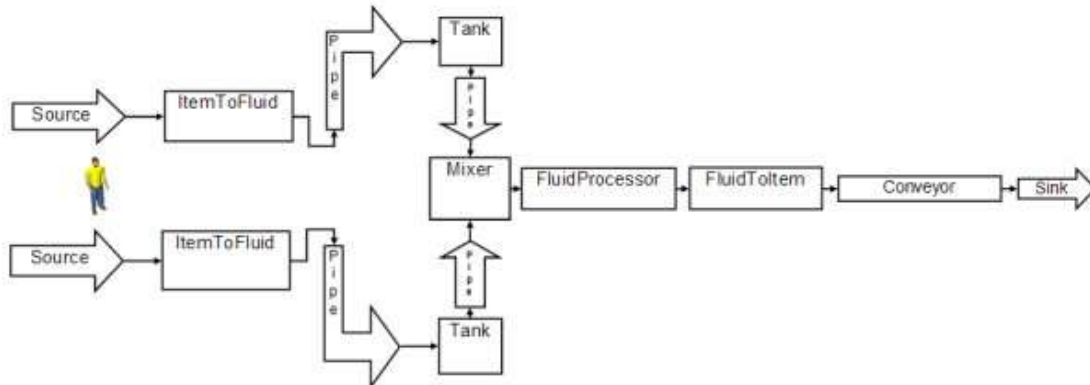 Tank
Pipe
ItemToFluid
Pipe
Source
Mixer
FluidProcessor
FluidToItem
Conveyor
Sink
ItemToFluid
Source
Pipe
Pipe
Tank